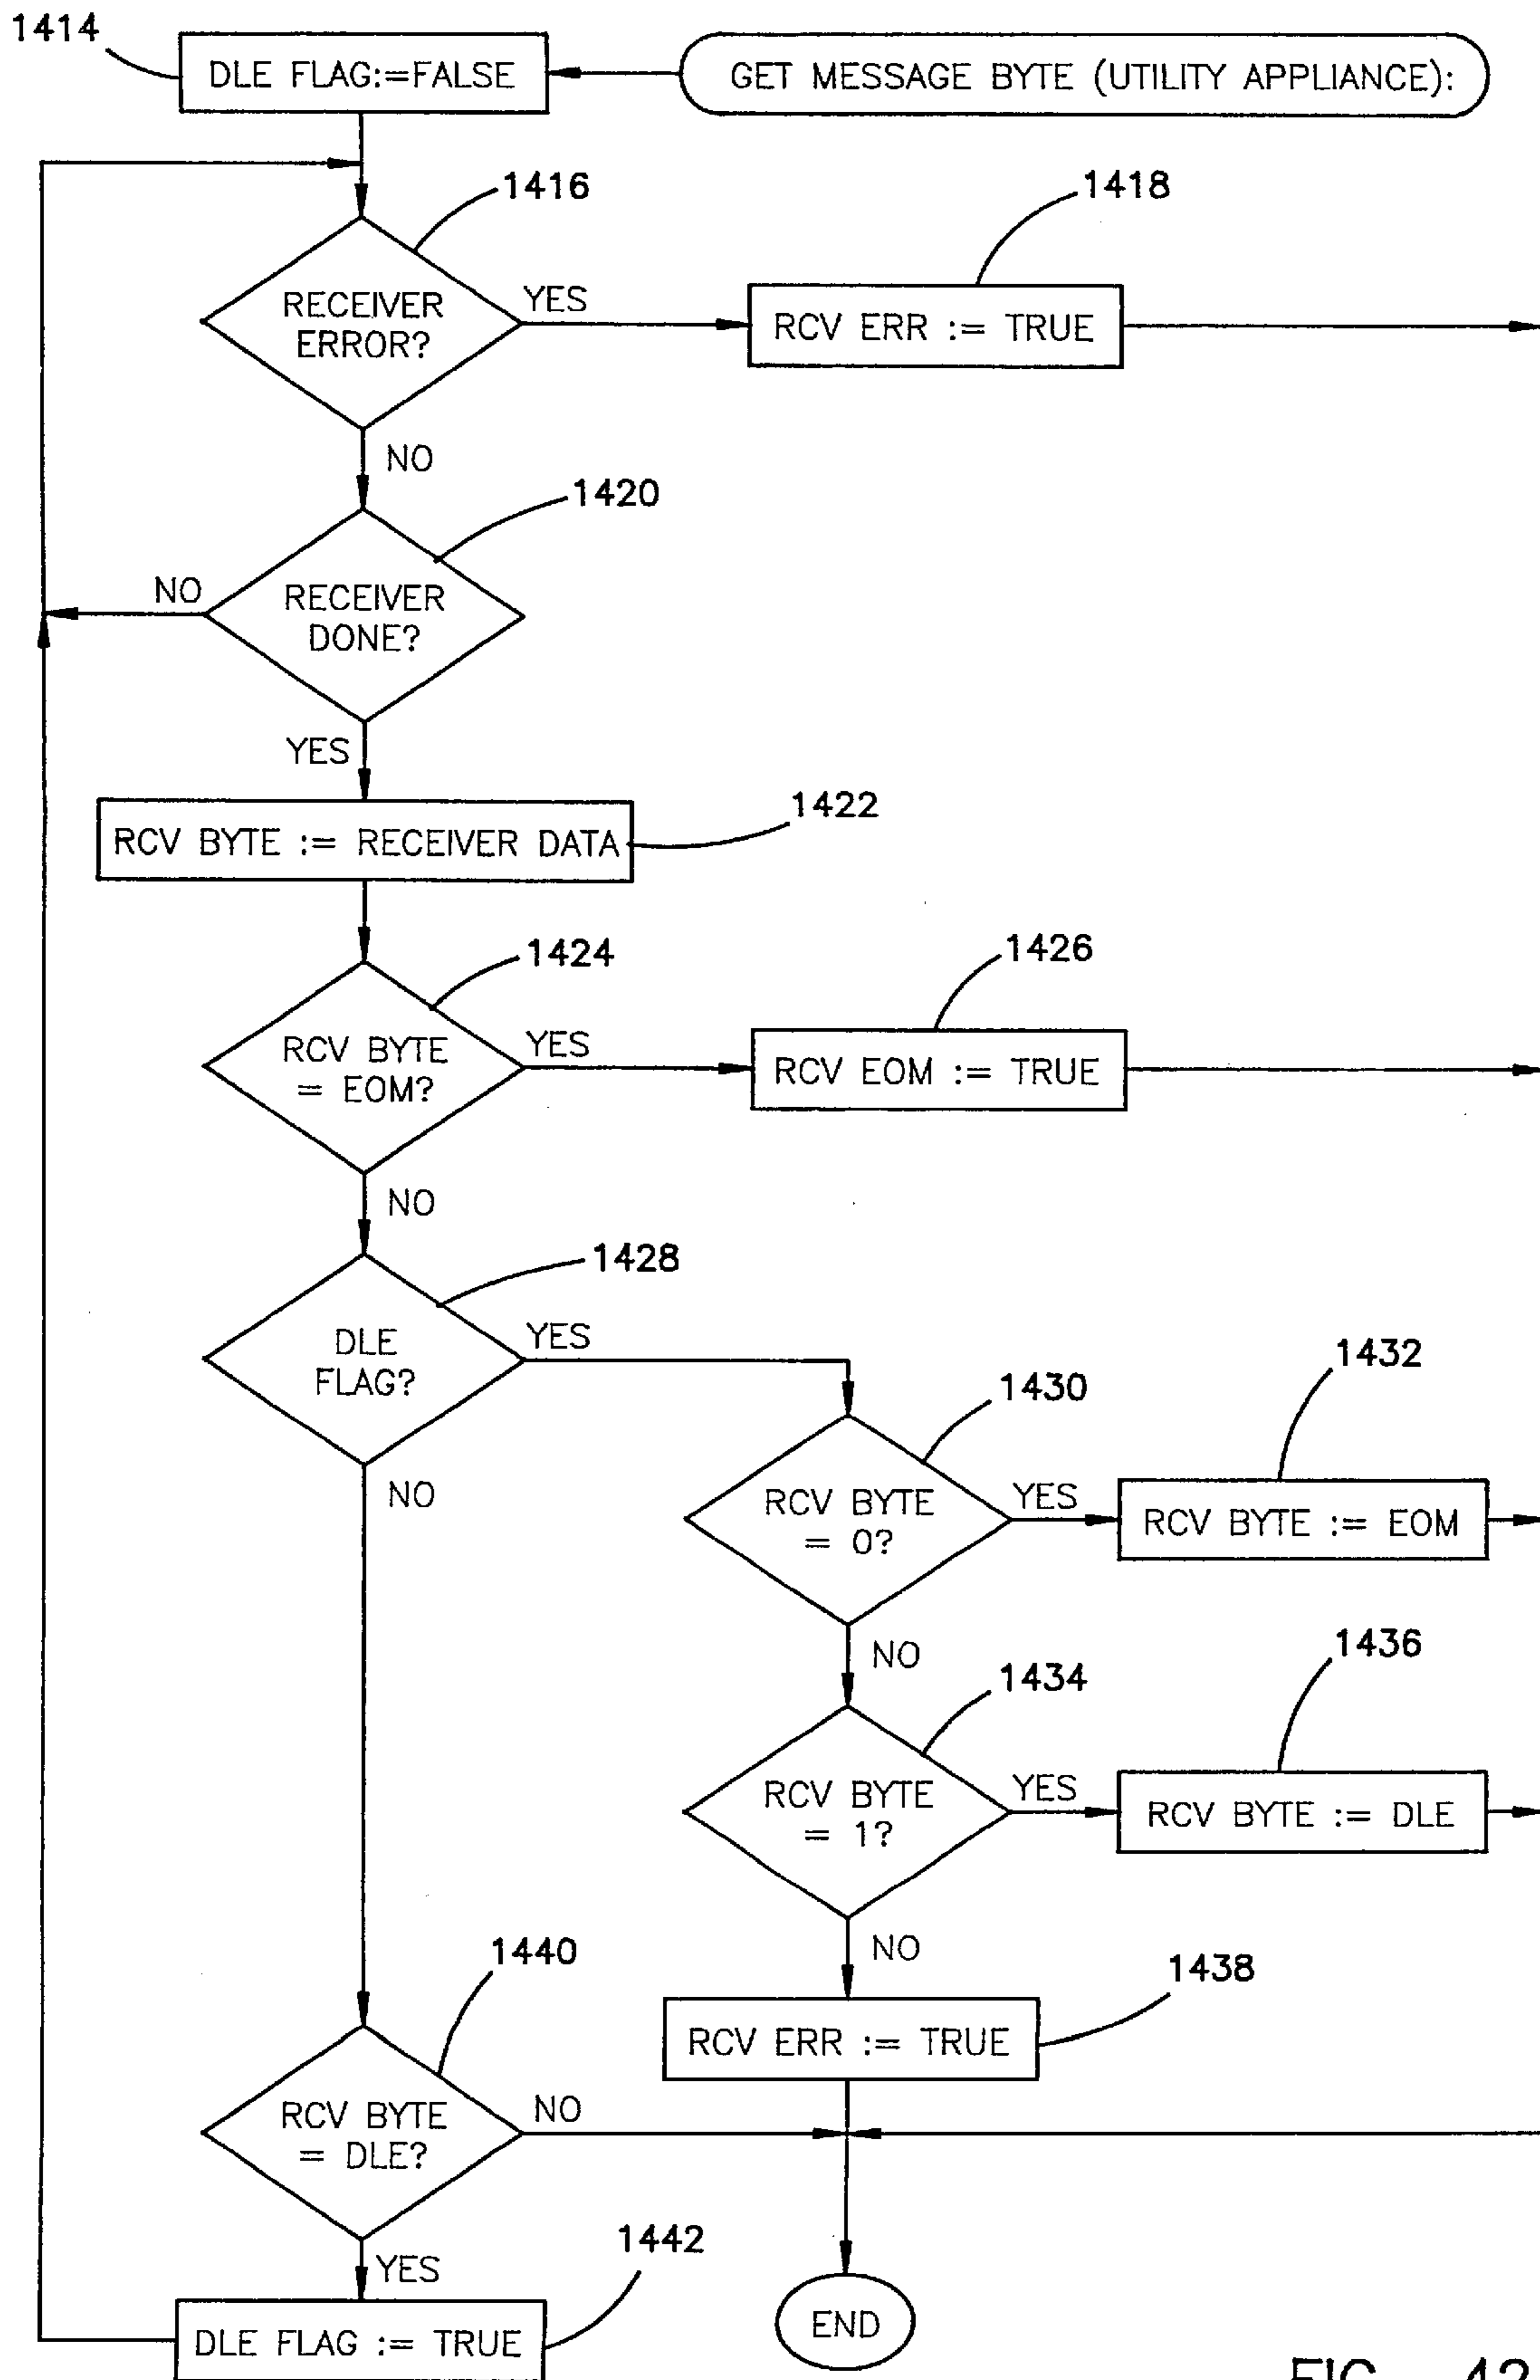 1414
DLE FLAG:=FALSE
GET MESSAGE BYTE (UTILITY APPLIANCE):
1416
1418
RECEIVER
ERROR?
YES
RCV ERR := TRUE
NO
1420
NO
RECEIVER
DONE?
YES
1422
RCV BYTE := RECEIVER DATA
1424
1426
RCV BYTE
= EOM?
YES
RCV EOM := TRUE
NO
1428
DLE
FLAG?
YES
NO
1430
1432
RCV BYTE
= 0?
YES
RCV BYTE := EOM
NO
1434
1436
RCV BYTE
= 1?
YES
RCV BYTE := DLE
NO
1438
RCV ERR := TRUE
1440
RCV BYTE
= DLE?
NO
YES
1442
DLE FLAG := TRUE
END